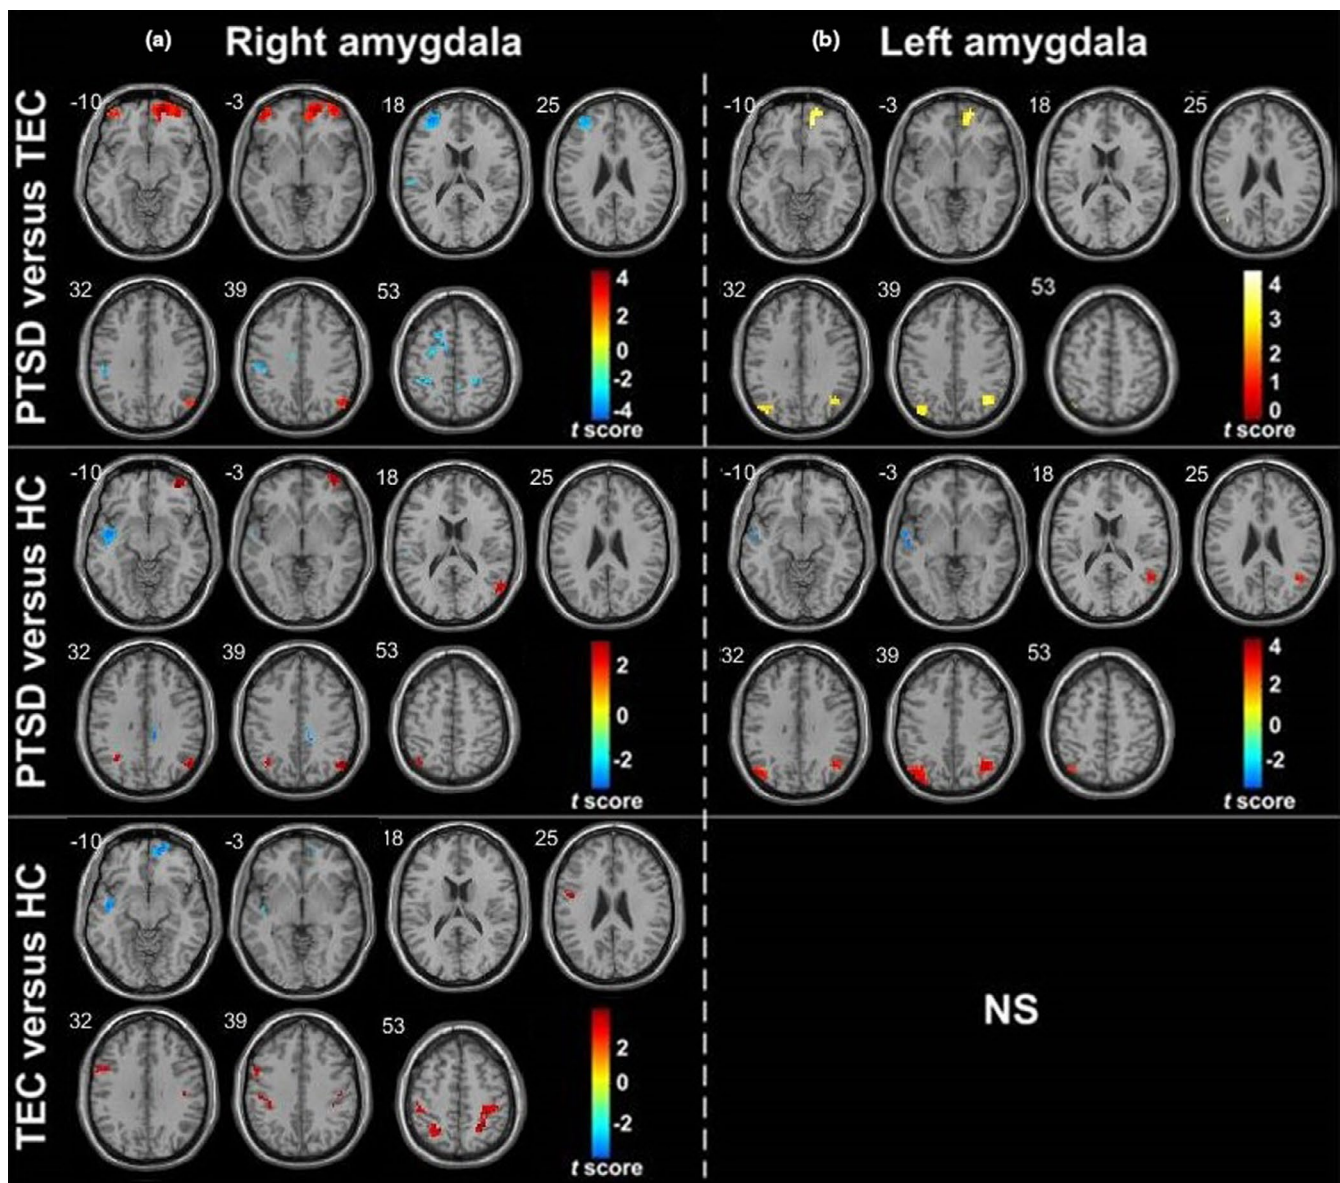 (a) Right amygdala
(b) Left amygdala
PTSD versus TEC
-10 -3 18 25
32 39 53
4
2
0
-2
-4
t score
-10 -3 18 25
32 39 53
4
3
2
1
0
t score
PTSD versus HC
-10 -3 18 25
32 39 53
2
0
-2
t score
-10 -3 18 25
32 39 53
4
2
0
-2
t score
TEC versus HC
-10 -3 18 25
32 39 53
2
0
-2
t score
NS